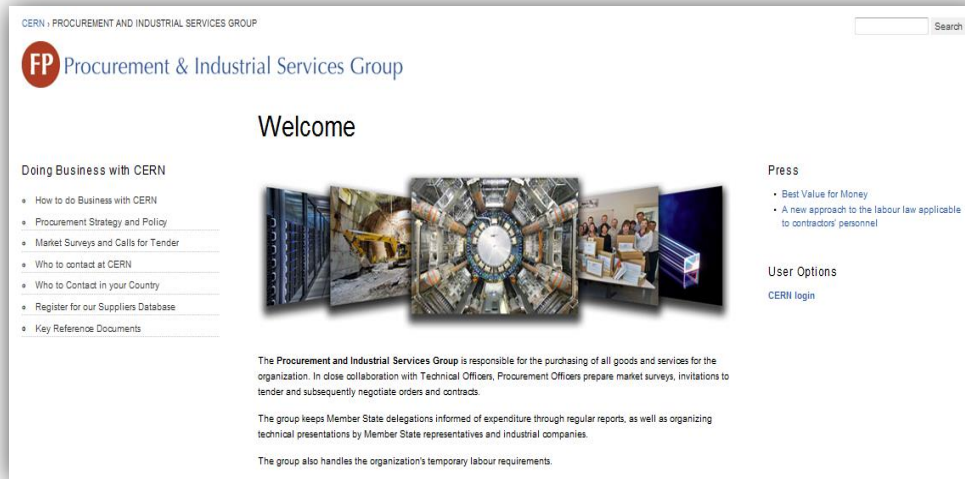 CERN › PROCUREMENT AND INDUSTRIAL SERVICES GROUP
Search
FP Procurement & Industrial Services Group
Welcome
Doing Business with CERN
How to do Business with CERN
Procurement Strategy and Policy
Market Surveys and Calls for Tender
Who to contact at CERN
Who to Contact in your Country
Register for our Suppliers Database
Key Reference Documents
Press
Best Value for Money
A new approach to the labour law applicable
to contractors' personnel
User Options
CERN login
The Procurement and Industrial Services Group is responsible for the purchasing of all goods and services for the
organization. In close collaboration with Technical Officers, Procurement Officers prepare market surveys, invitations to
tender and subsequently negotiate orders and contracts.
The group keeps Member State delegations informed of expenditure through regular reports, as well as organizing
technical presentations by Member State representatives and industrial companies.
The group also handles the organization's temporary labour requirements.